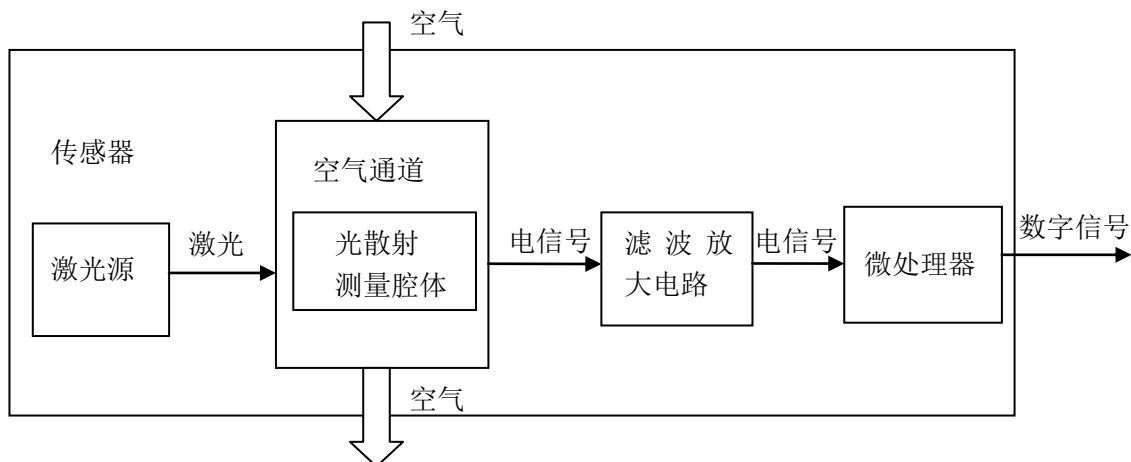 空气
传感器
空气通道
激光源
激光
光散射
测量腔体
电信号
滤波放
大电路
电信号
微处理器
数字信号
空气